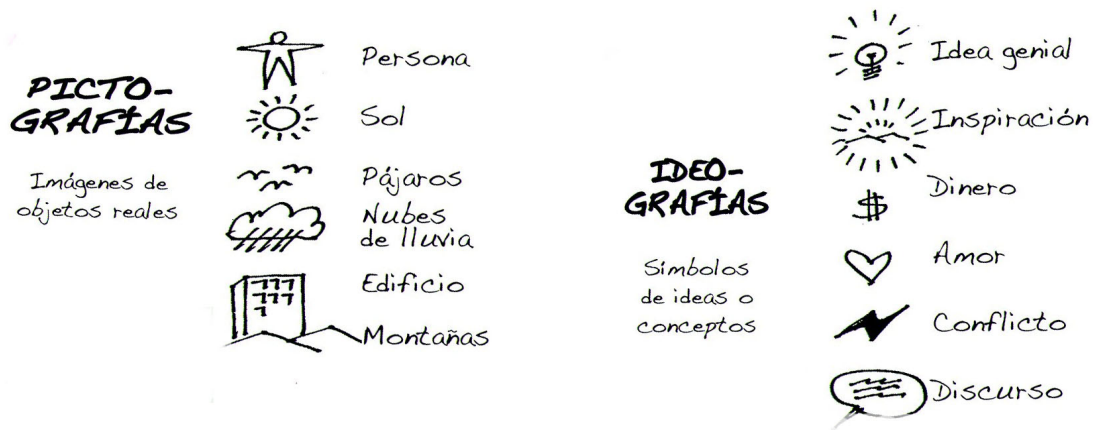 PICTO-
GRAFÍAS
Imágenes de
objetos reales
Persona
Sol
Pájaros
Nubes
de lluvia
Edificio
Montañas
IDEO-
GRAFÍAS
Símbolos
de ideas o
conceptos
Idea genial
Inspiración
Dinero
$
Amor
Conflicto
Discurso